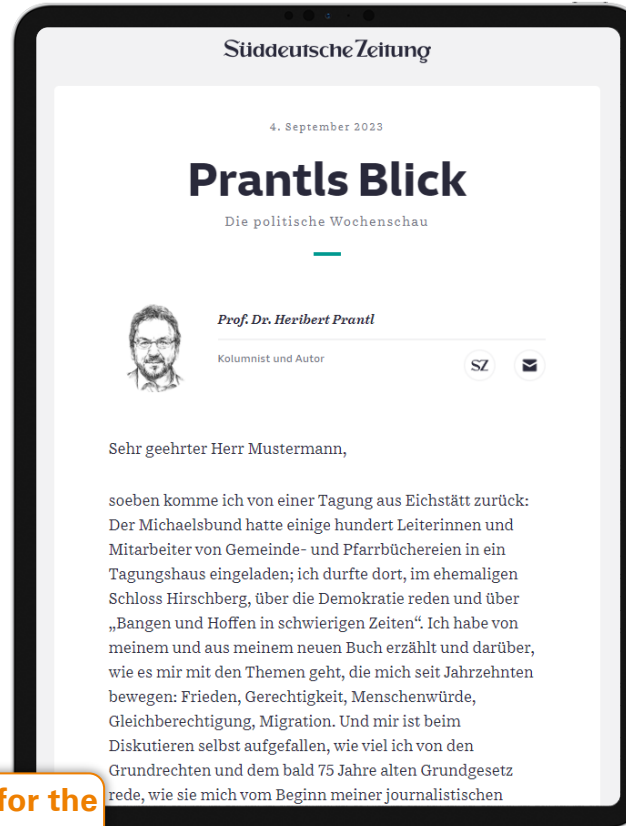 Süddeutsche Zeitung
4. September 2023
Prantls Blick
Die politische Wochenschau
Prof. Dr. Heribert Prantl
Kolumnist und Autor
SZ
Sehr geehrter Herr Mustermann,
soeben komme ich von einer Tagung aus Eichstätt zurück:
Der Michaelsbund hatte einige hundert Leiterinnen und
Mitarbeiter von Gemeinde- und Pfarrbüchereien in ein
Tagungshaus eingeladen; ich durfte dort, im ehemaligen
Schloss Hirschberg, über die Demokratie reden und über
„Bangen und Hoffen in schwierigen Zeiten“. Ich habe von
meinem und aus meinem neuen Buch erzählt und darüber,
wie es mir mit den Themen geht, die mich seit Jahrzehnten
bewegen: Frieden, Gerechtigkeit, Menschenwürde,
Gleichberechtigung, Migration. Und mir ist beim
Diskutieren selbst aufgefallen, wie viel ich von den
Grundrechten und dem bald 75 Jahre alten Grundgesetz
rede, wie sie mich vom Beginn meiner journalistischen
for the